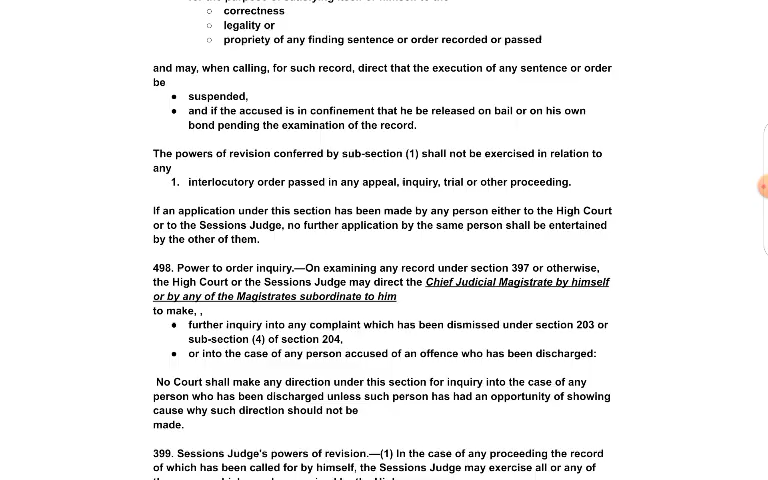 ○ correctness
○ legality or
○ propriety of any finding sentence or order recorded or passed
and may, when calling, for such record, direct that the execution of any sentence or order
be
● suspended,
● and if the accused is in confinement that he be released on bail or on his own
bond pending the examination of the record.
The powers of revision conferred by sub-section (1) shall not be exercised in relation to
any
1. interlocutory order passed in any appeal, inquiry, trial or other proceeding.
If an application under this section has been made by any person either to the High Court
or to the Sessions Judge, no further application by the same person shall be entertained
by the other of them.
498. Power to order inquiry.—On examining any record under section 397 or otherwise,
the High Court or the Sessions Judge may direct the Chief Judicial Magistrate by himself
or by any of the Magistrates subordinate to him
to make, ,
● further inquiry into any complaint which has been dismissed under section 203 or
sub-section (4) of section 204,
● or into the case of any person accused of an offence who has been discharged:
No Court shall make any direction under this section for inquiry into the case of any
person who has been discharged unless such person has had an opportunity of showing
cause why such direction should not be
made.
399. Sessions Judge's powers of revision.—(1) In the case of any proceeding the record
of which has been called for by himself, the Sessions Judge may exercise all or any of